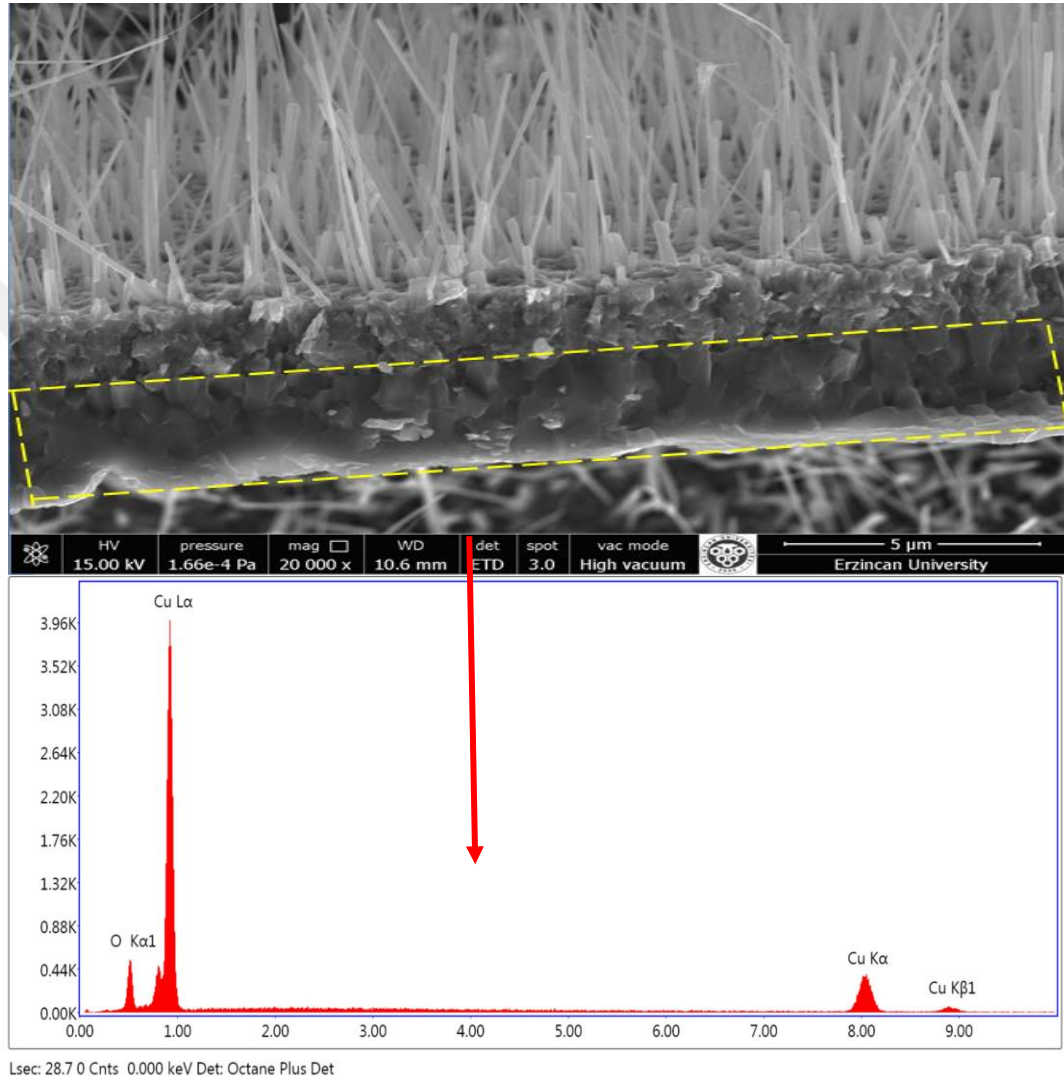 HV pressure mag WD det spot vac mode 5 µm
15.00 kV 1.66e-4 Pa 20 000 x 10.6 mm ETD 3.0 High vacuum Erzincan University
Cu Lα
3.96K
3.52K
3.08K
2.64K
2.20K
1.76K
1.32K
0.88K
O Kα1
Cu Kα
0.44K
Cu Kβ1
0.00K
0.00 1.00 2.00 3.00 4.00 5.00 6.00 7.00 8.00 9.00
Lsec: 28.7 0 Cnts 0.000 keV Det: Octane Plus Det